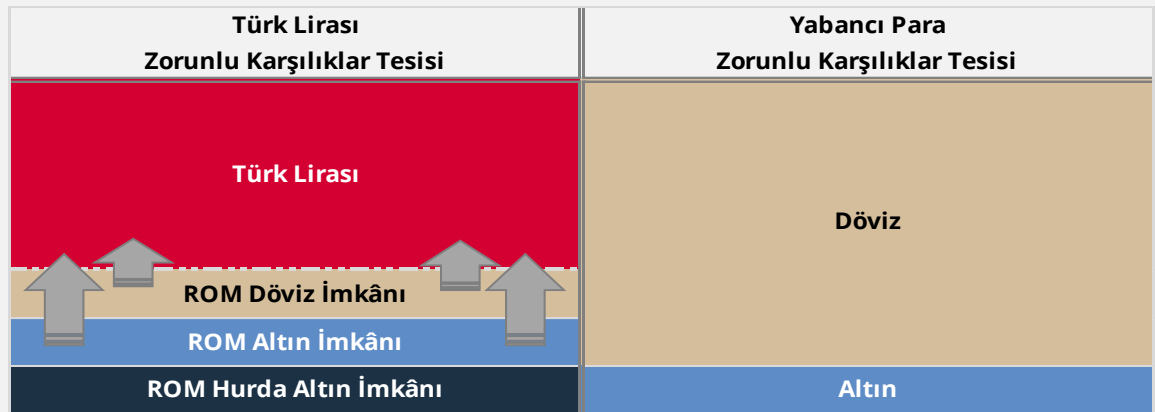 Türk Lirası
Zorunlu Karşılıklar Tesisi
Yabancı Para
Zorunlu Karşılıklar Tesisi
Türk Lirası
Döviz
ROM Döviz İmkânı
ROM Altın İmkânı
ROM Hurda Altın İmkânı
Altın